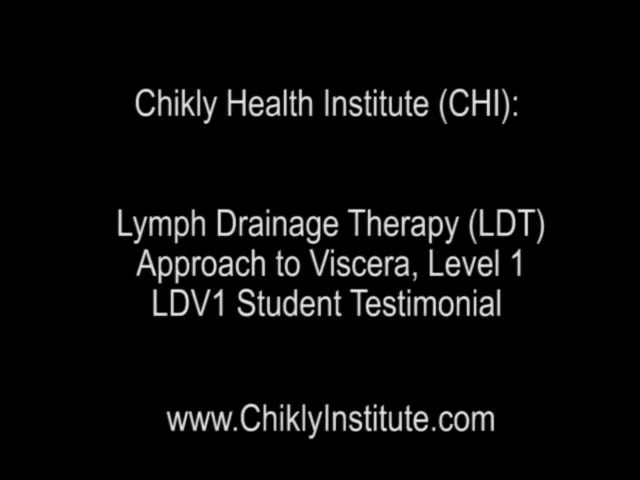 Chikly Health Institute (CHI):
Lymph Drainage Therapy (LDT)
Approach to Viscera, Level 1
LDV1 Student Testimonial
www.ChiklyInstitute.com